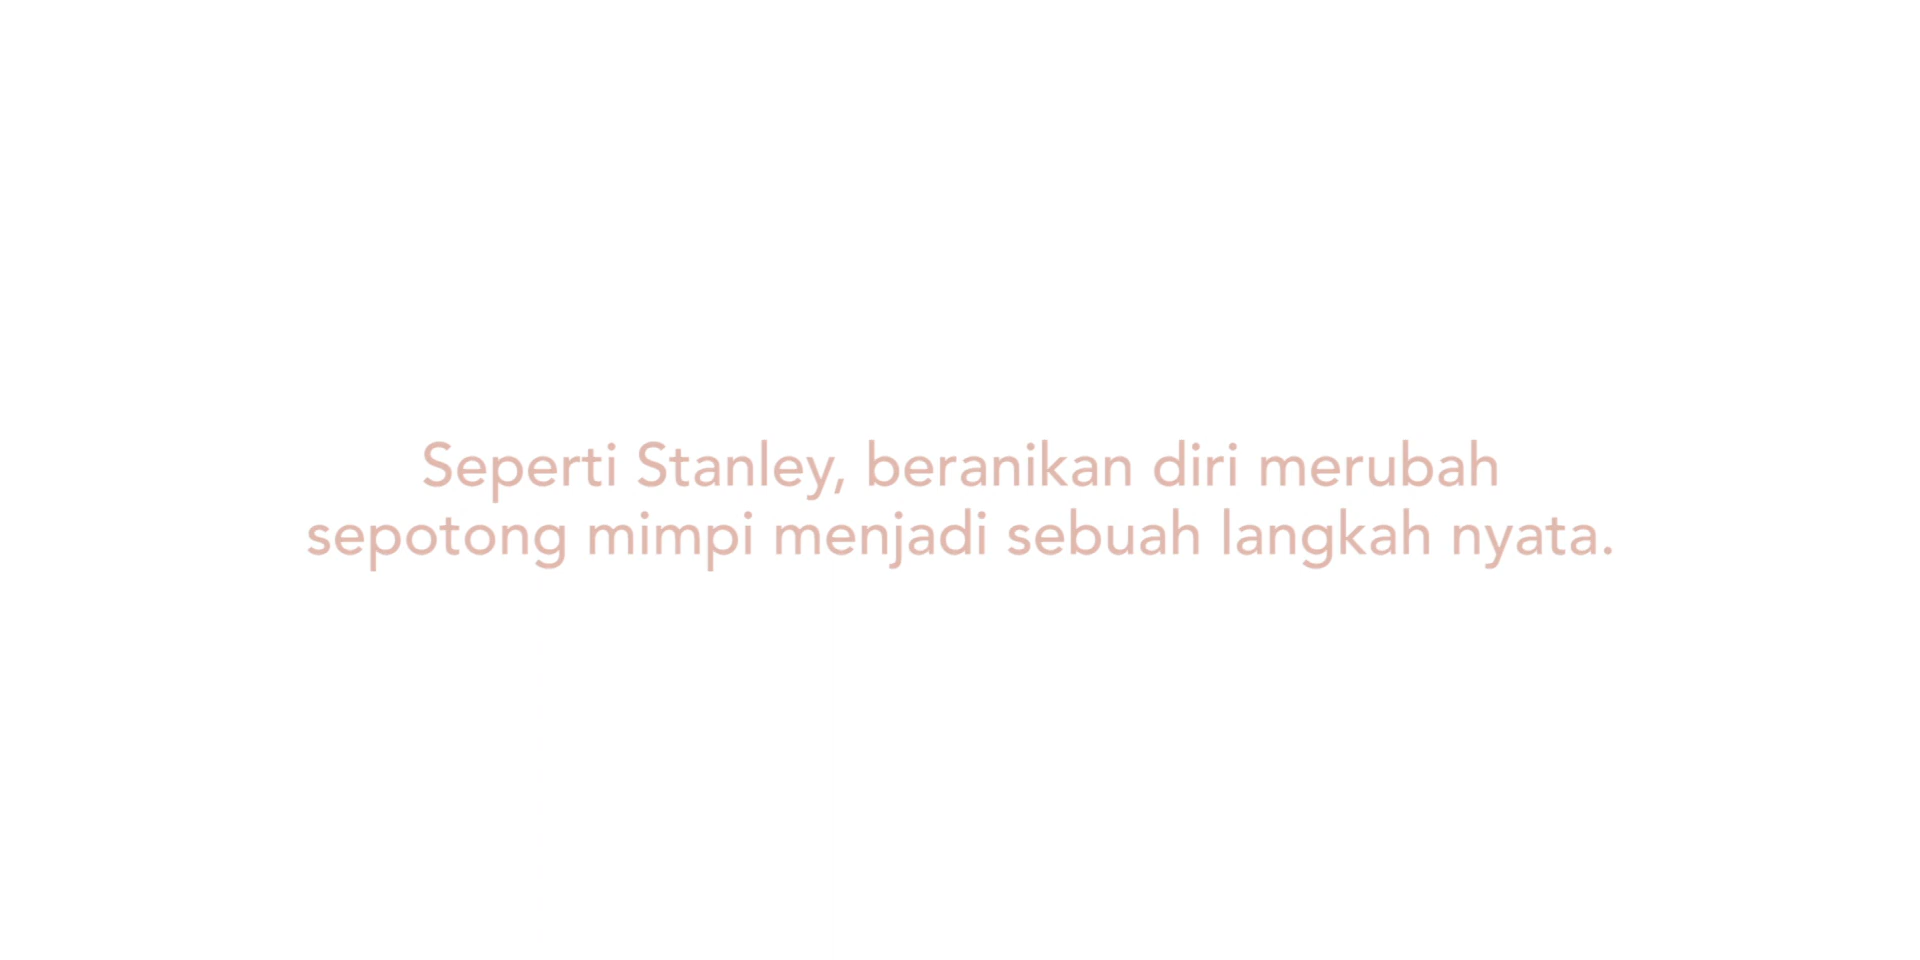 Seperti Stanley, beranikan diri merubah
sepotong mimpi menjadi sebuah langkah nyata.